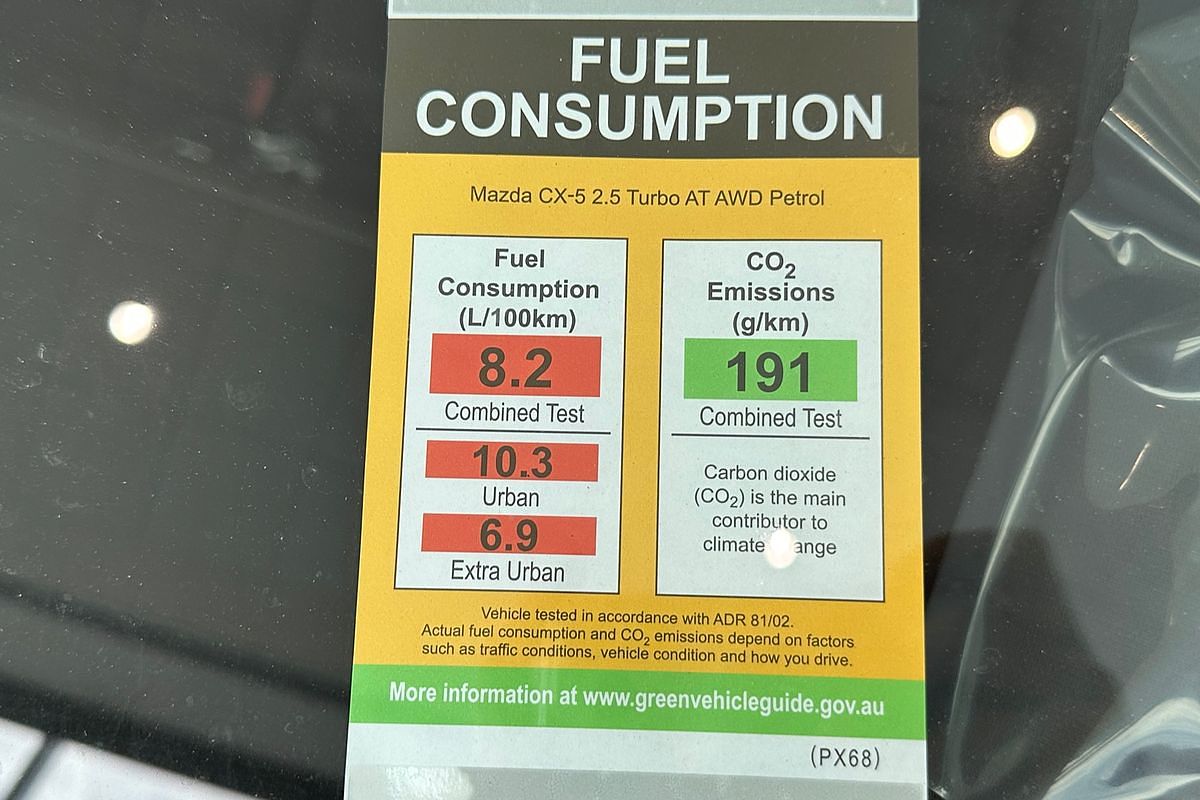 FUEL
CONSUMPTION
Mazda CX-5 2.5 Turbo AT AWD Petrol
Fuel
Consumption
(L/100km)
8.2
Combined Test
10.3
Urban
6.9
Extra Urban
CO₂
Emissions
(g/km)
191
Combined Test
Carbon dioxide
(CO₂) is the main
contributor to
climate change
Vehicle tested in accordance with ADR 81/02.
Actual fuel consumption and CO₂ emissions depend on factors
such as traffic conditions, vehicle condition and how you drive.
More information at www.greenvehicleguide.gov.au
(PX68)